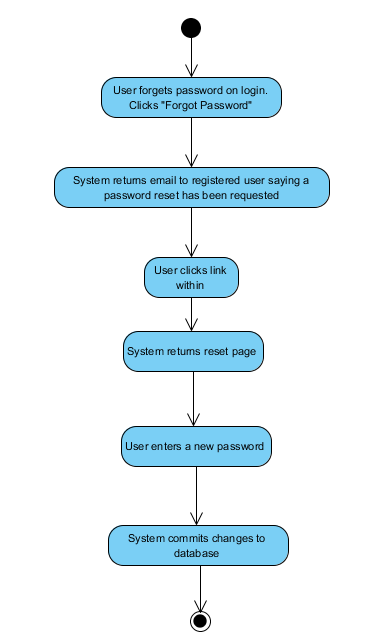 User forgets password on login.
Clicks "Forgot Password"
System returns email to registered user saying a
password reset has been requested
User clicks link
within
System returns reset page
User enters a new password
System commits changes to
database